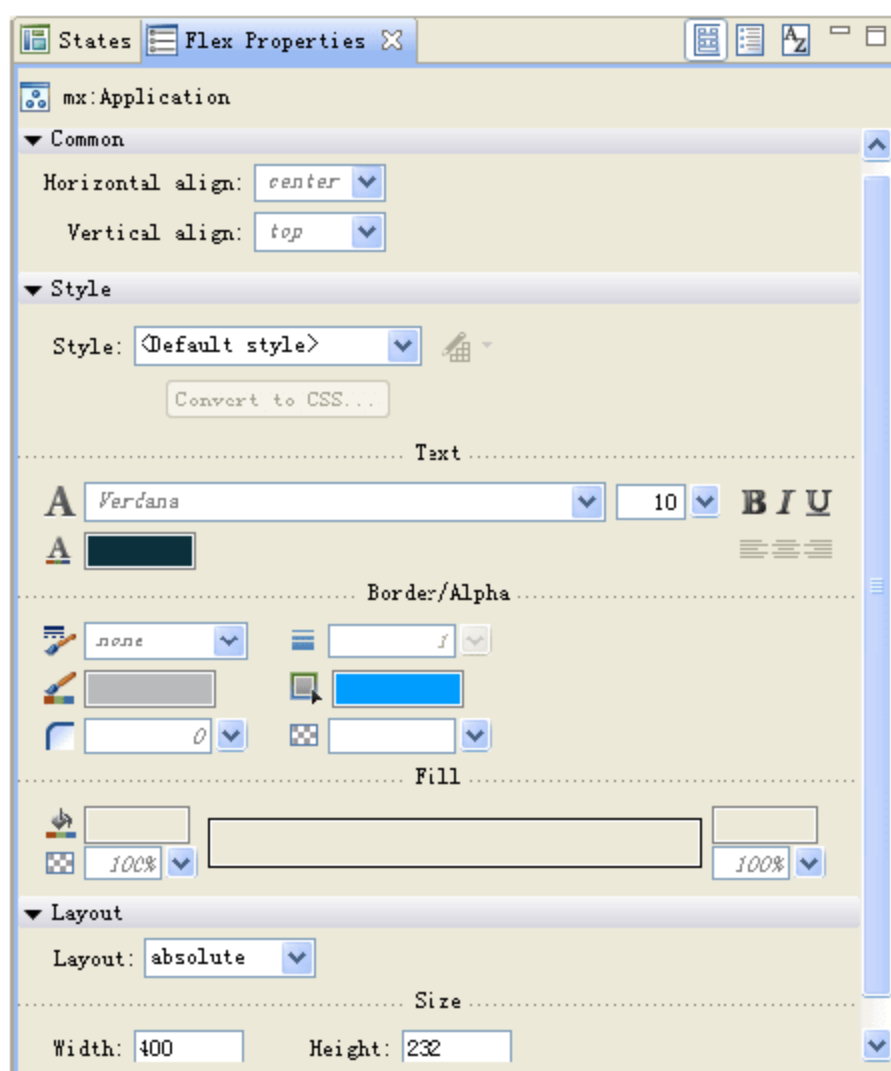 States Flex Properties
mx:Application
Common
Horizontal align: center
Vertical align: top
Style
Style: <Default style>
Convert to CSS...
Text
A Verdana 10 B I U
A
Border/Alpha
none 1
0
Fill
100% 100%
Layout
Layout: absolute
Size
Width: 400 Height: 232